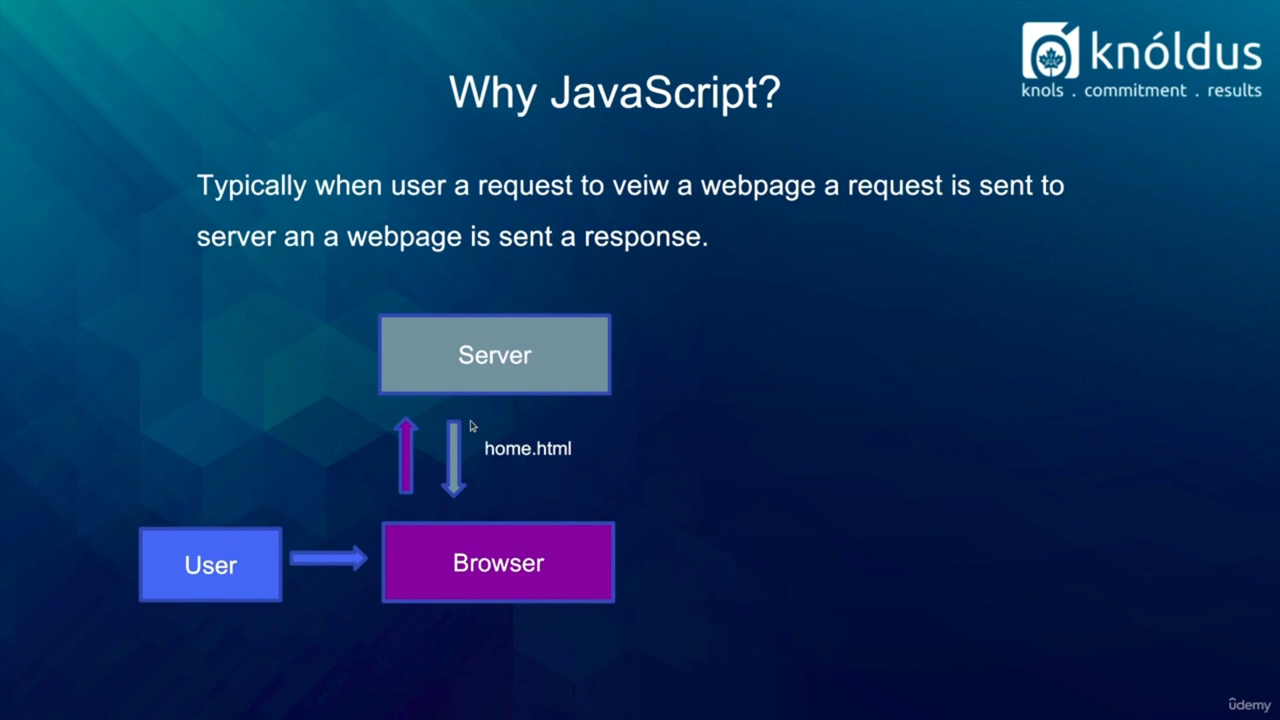 knóldus
knols . commitment . results
Why JavaScript?
Typically when user a request to veiw a webpage a request is sent to
server an a webpage is sent a response.
Server
home.html
User
Browser
ûdemy